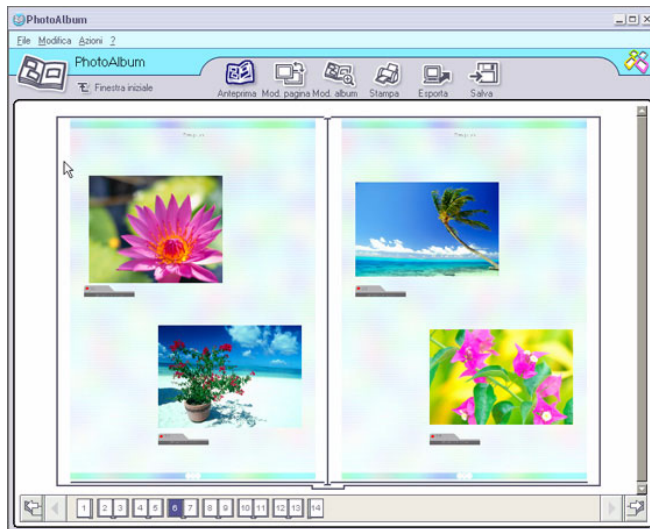 PhotoAlbum
File Modifica Azioni ?
PhotoAlbum
Finestra iniziale
Anteprima Mod. pagina Mod. album Stampa Esporta Salva
1 2 3 4 5 6 7 8 9 10 11 12 13 14